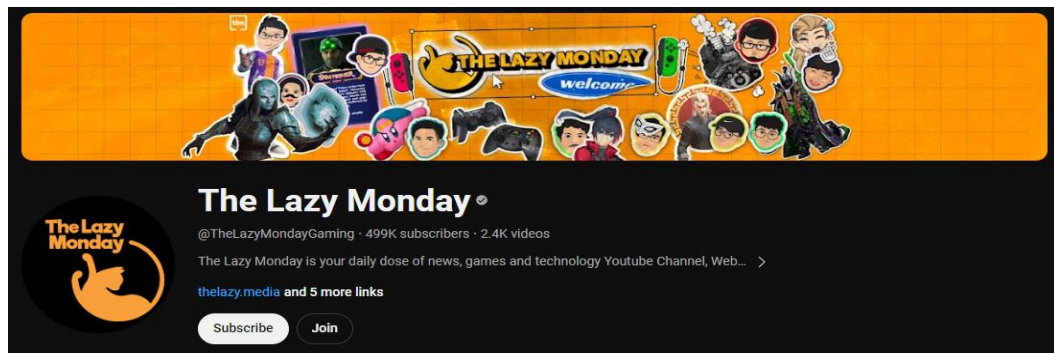 tlm
THE LAZY MONDAY
welcome
The Lazy
Monday
The Lazy Monday
@TheLazyMondayGaming · 499K subscribers · 2.4K videos
The Lazy Monday is your daily dose of news, games and technology Youtube Channel, Web...
thelazy.media and 5 more links
Subscribe
Join